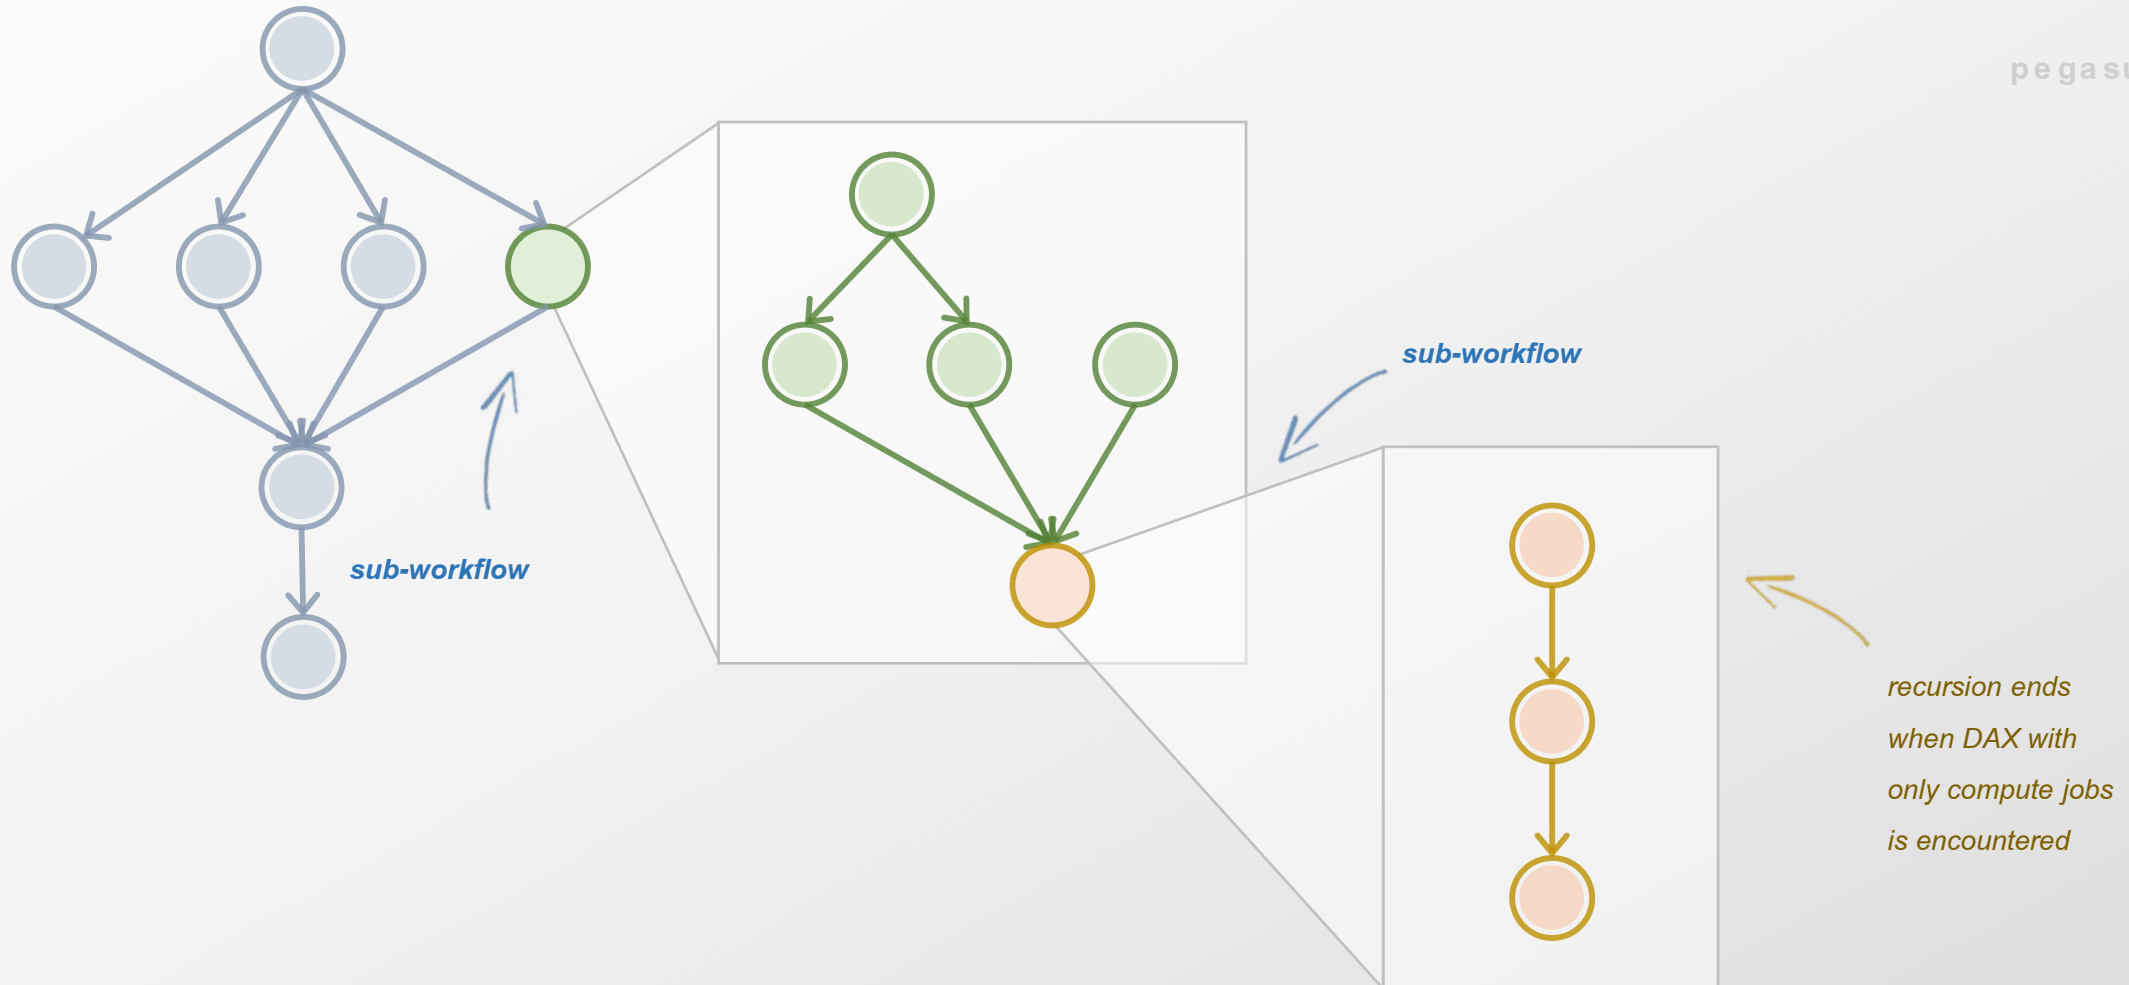 pegasu
sub-workflow
sub-workflow
recursion ends
when DAX with
only compute jobs
is encountered